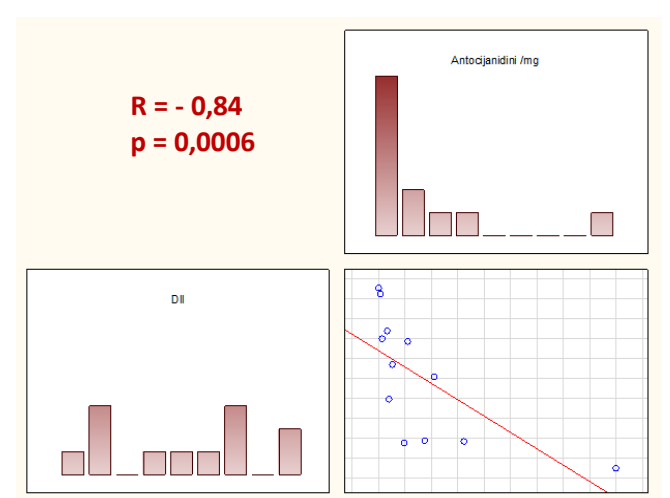 Antocijanidini /mg
R = - 0,84
p = 0,0006
DII